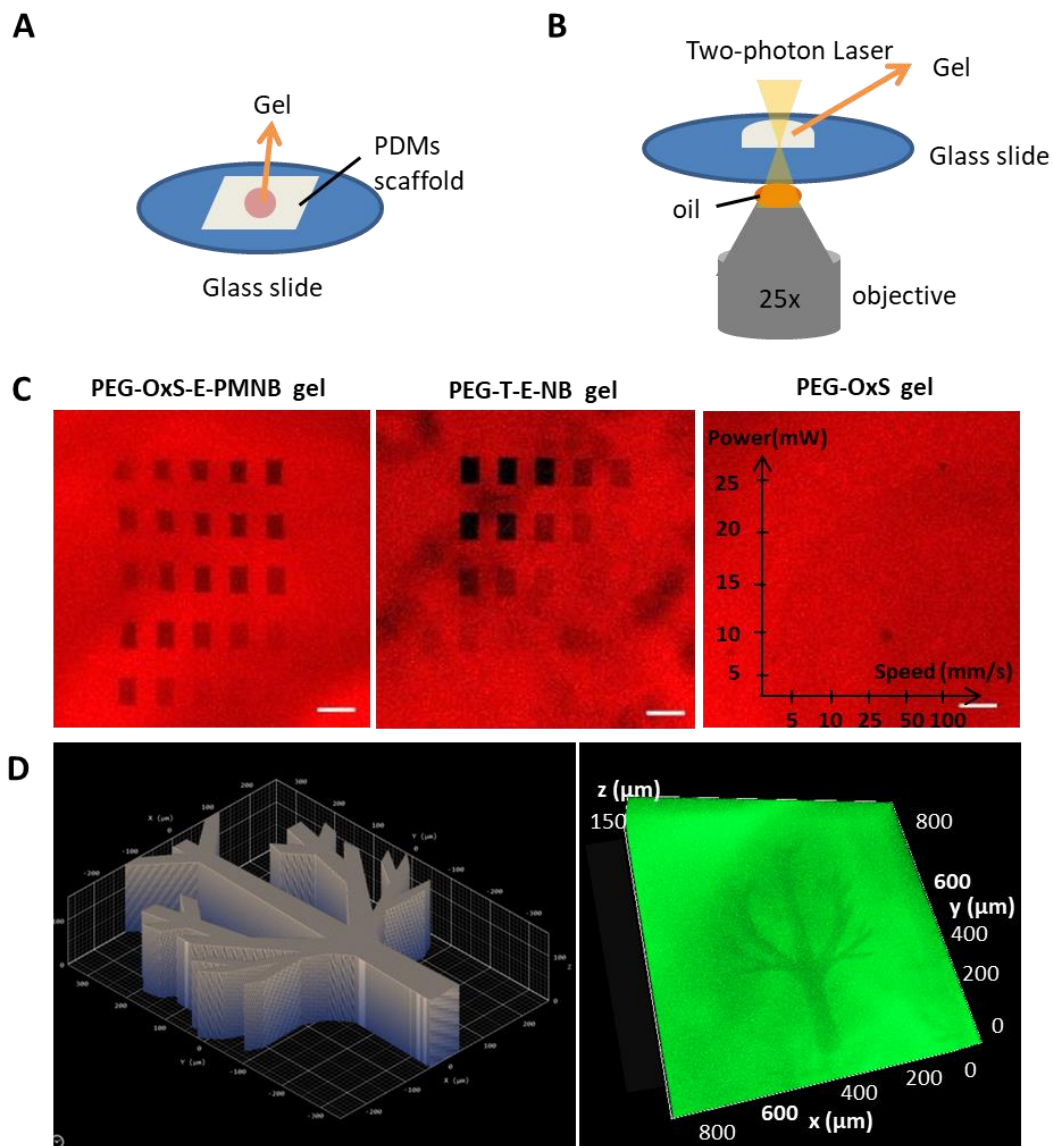 A
B
Gel
PDMs
scaffold
Glass slide
Two-photon Laser
Gel
Glass slide
oil
25x
objective
C
PEG-OxS-E-PMNB gel
PEG-T-E-NB gel
PEG-OxS gel
Power(mW)
25
20
15
10
5
Speed (mm/s)
5 10 25 50 100
D
z (µm)
150
800
600
y (µm)
400
200
0
0
200
400
600
x (µm)
800